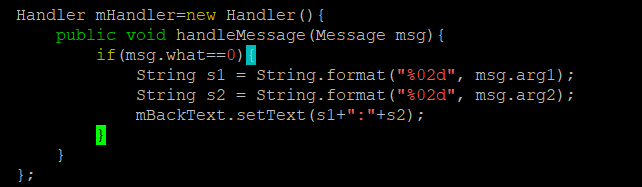 Handler mHandler=new Handler(){
    public void handleMessage(Message msg){
        if(msg.what==0){
            String s1 = String.format("%02d", msg.arg1);
            String s2 = String.format("%02d", msg.arg2);
            mBackText.setText(s1+":"+s2);
        }
    }
};